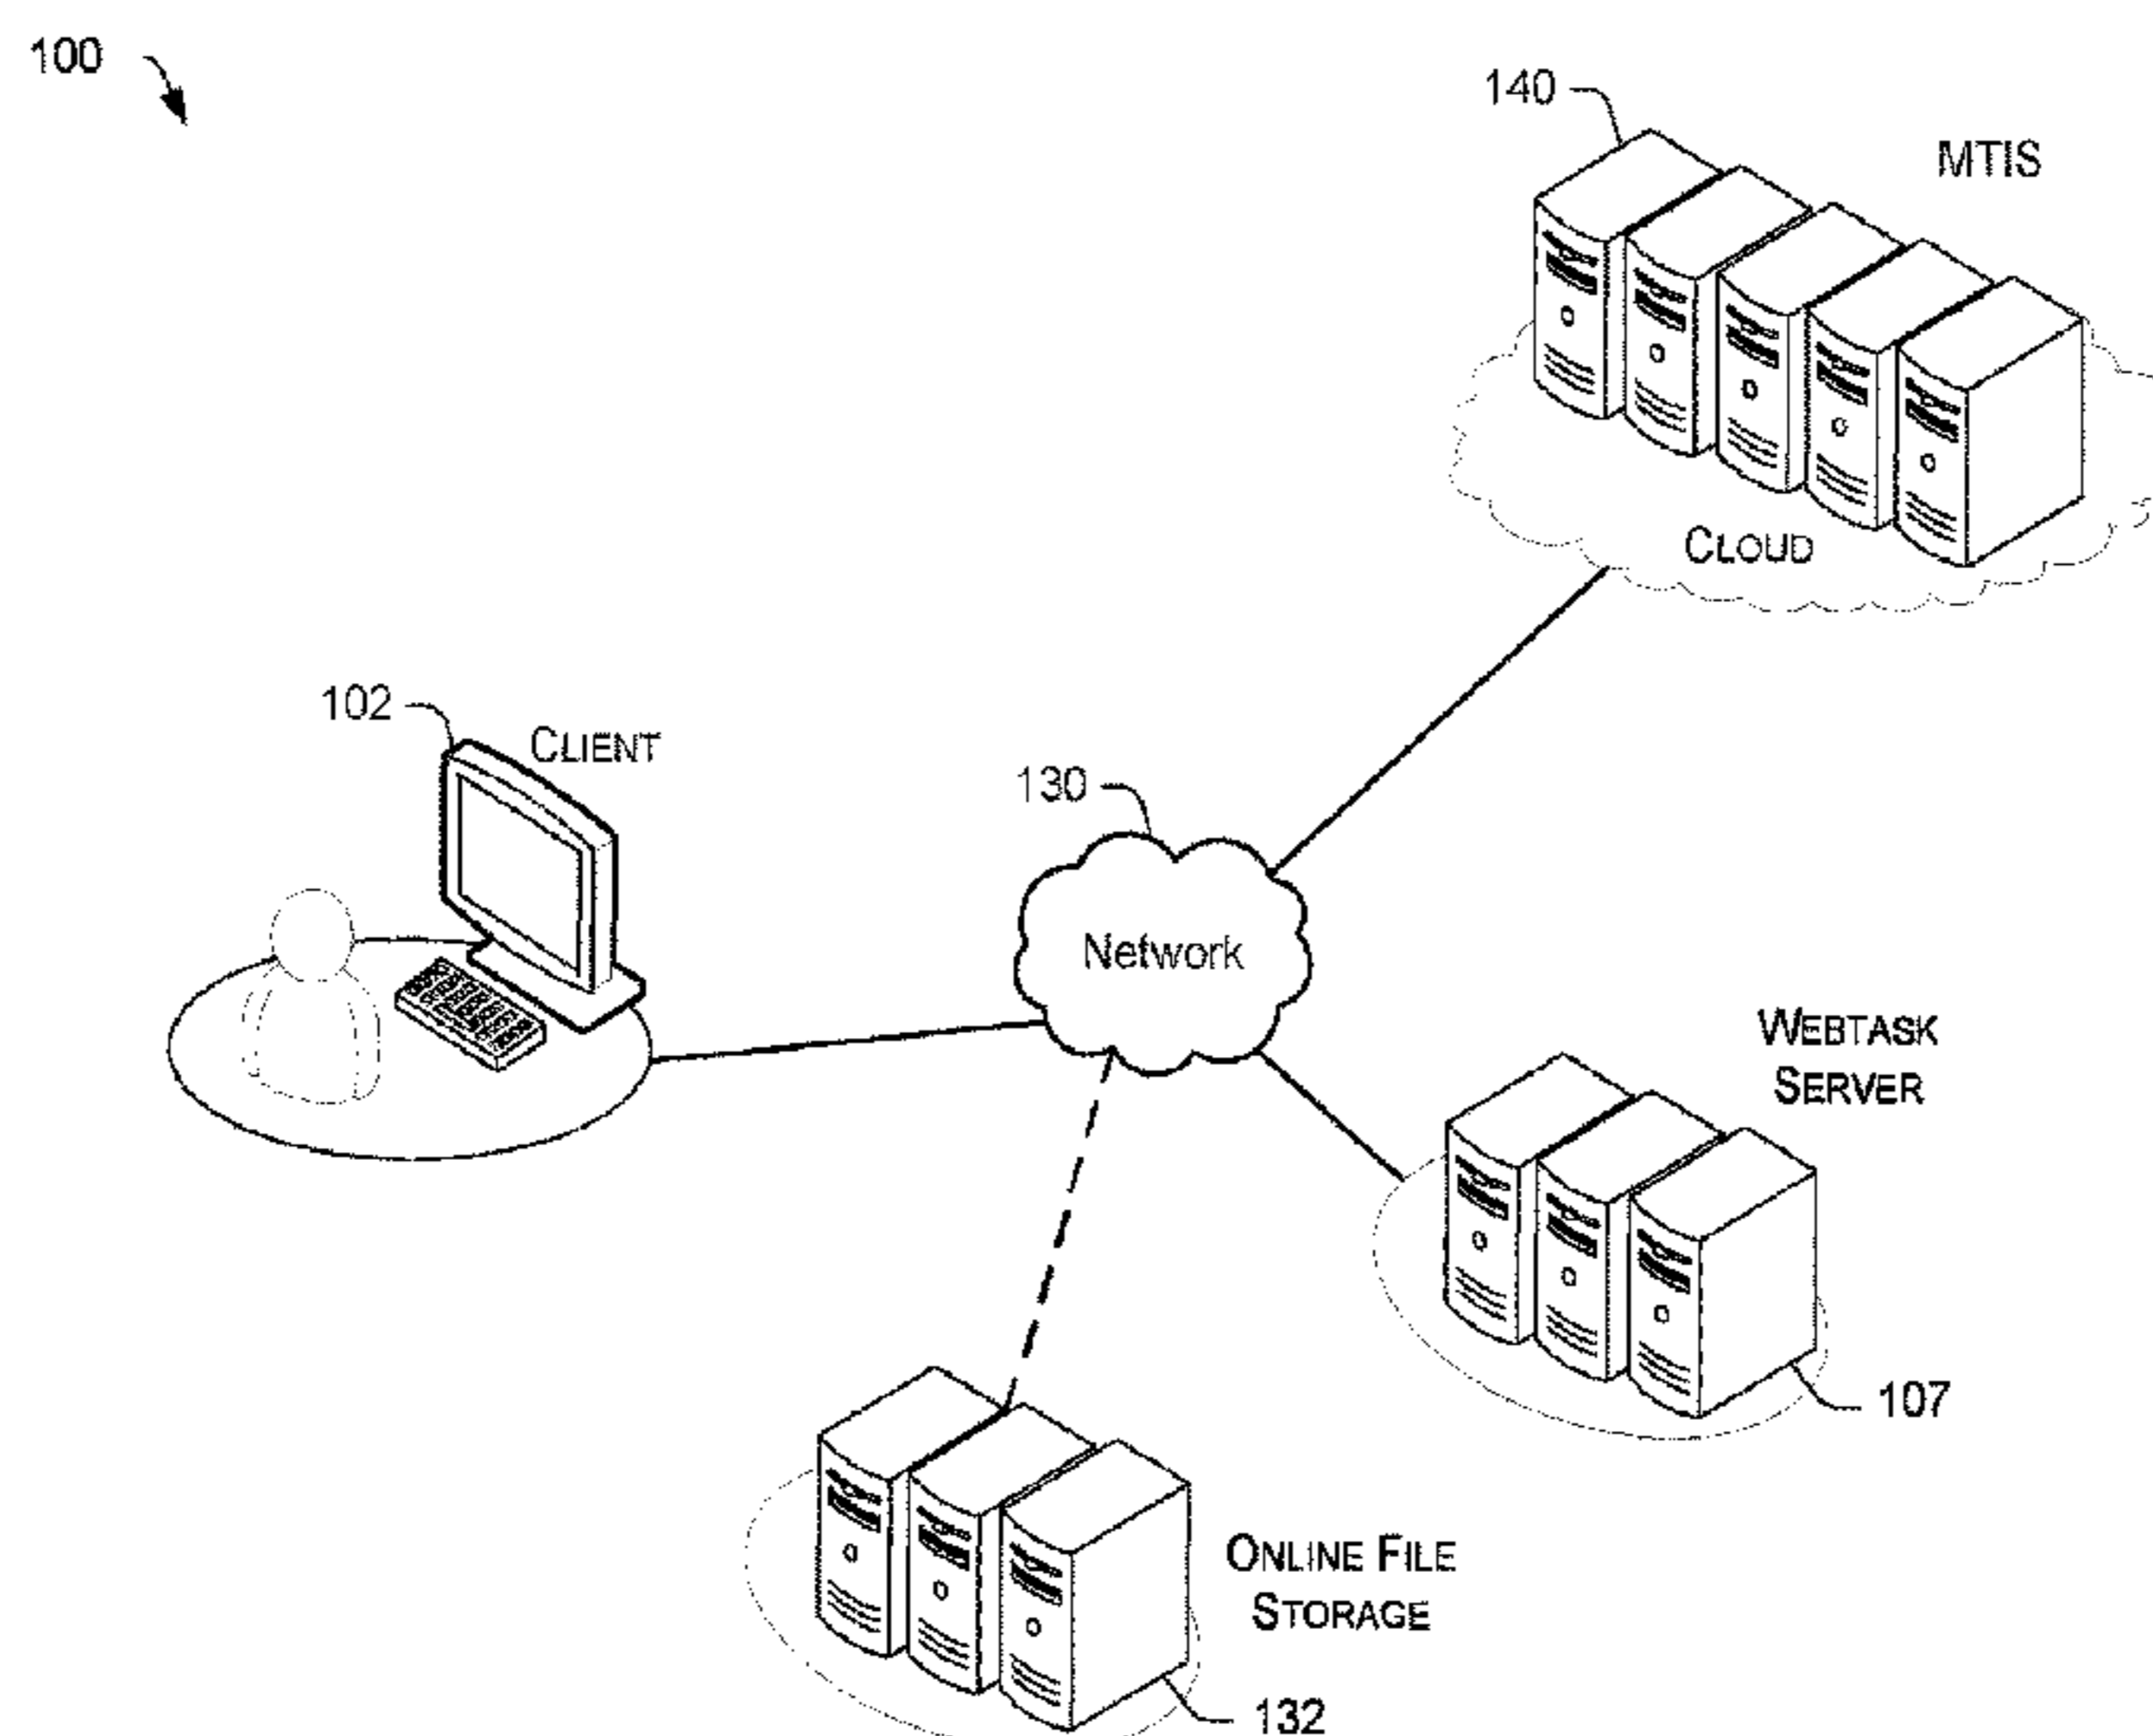 100
140
MTIS
CLOUD
102
CLIENT
130
Network
WEBTASK
SERVER
107
ONLINE FILE
STORAGE
132